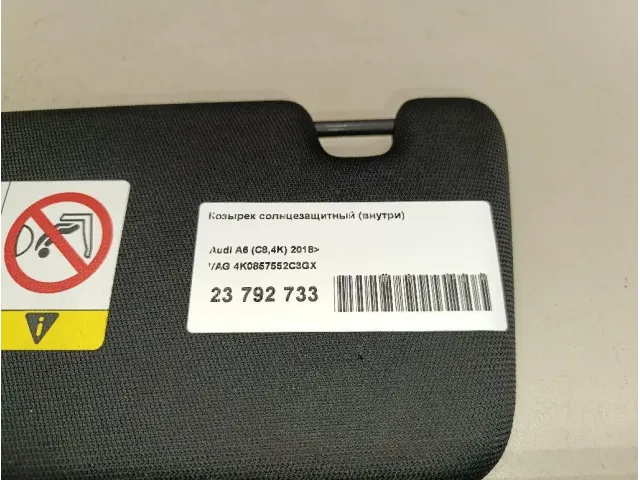 Козырек солнцезащитный (внутри)
Audi A6 (C8,4K) 2018>
VAG 4K0857552C3GX
23 792 733